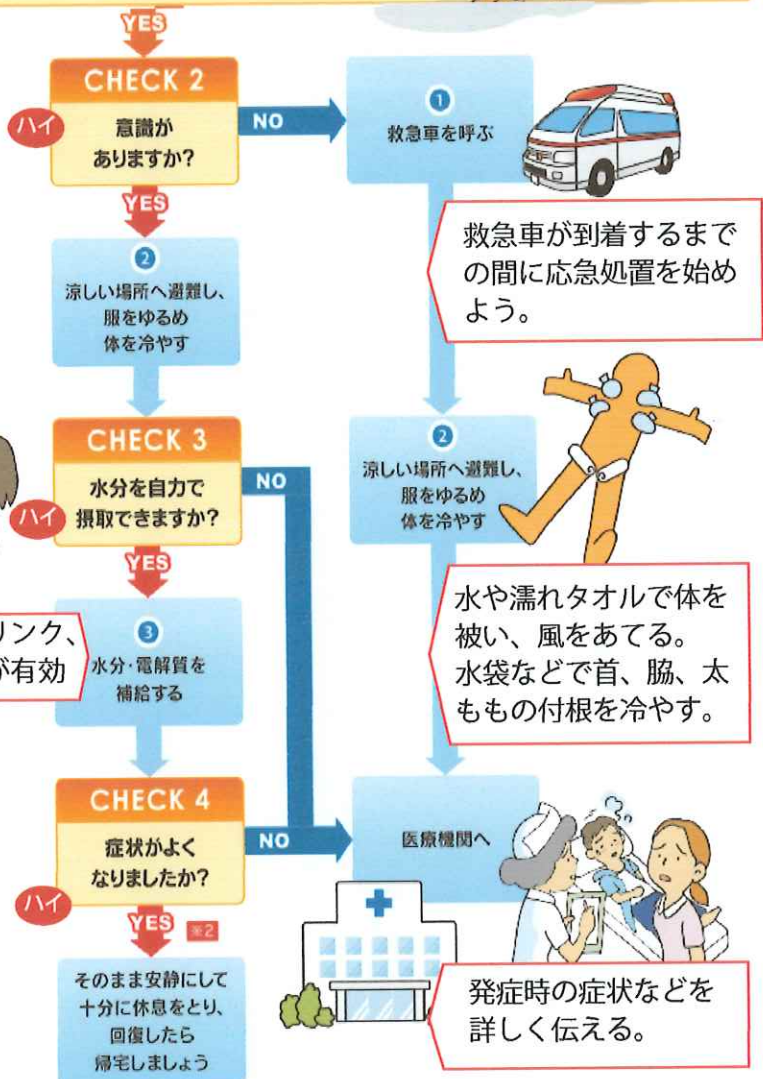 YES
CHECK 2
ハイ
意識が
ありますか?
NO
1
救急車を呼ぶ
救急車が到着するまで
の間に応急処置を始め
よう。
YES
2
涼しい場所へ避難し、
服をゆるめ
体を冷やす
CHECK 3
ハイ
水分を自力で
摂取できますか?
NO
2
涼しい場所へ避難し、
服をゆるめ
体を冷やす
水や濡れタオルで体を
被い、風をあてる。
水袋などで首、脇、太
ももの付根を冷やす。
YES
リンク、
が有効
3
水分・電解質を
補給する
CHECK 4
ハイ
症状がよく
なりましたか?
NO
医療機関へ
発症時の症状などを
詳しく伝える。
YES
※2
そのまま安静にして
十分に休息をとり、
回復したら
帰宅しましょう